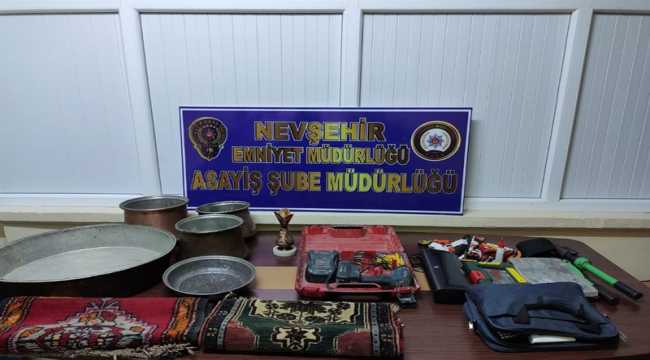 NEVŞEHİR
EMNİYET MÜDÜRLÜĞÜ
ASAYİŞ ŞUBE MÜDÜRLÜĞÜ